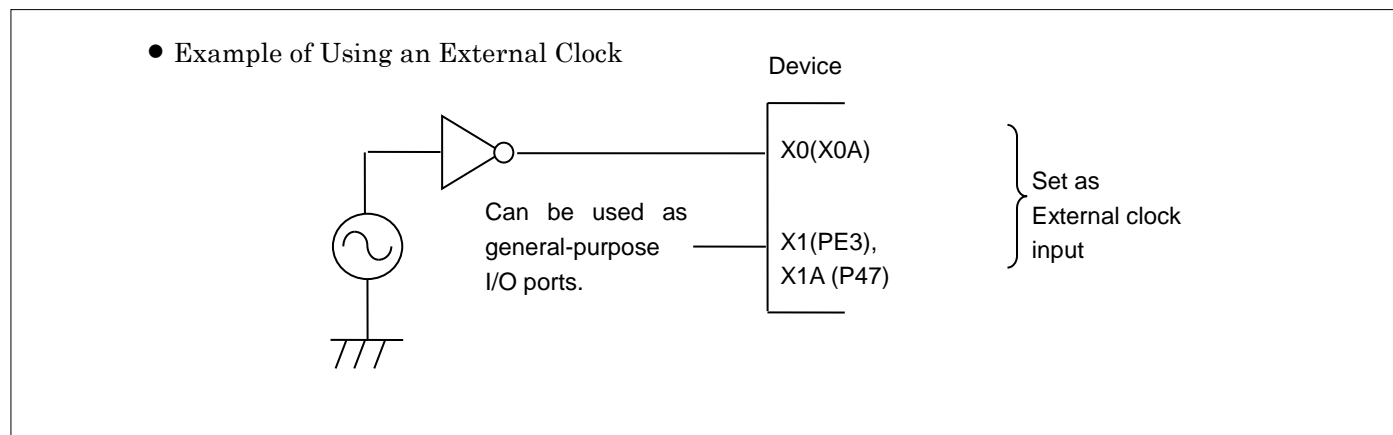 ● Example of Using an External Clock
Device
X0(X0A)
Can be used as
general-purpose
I/O ports.
X1(PE3),
X1A (P47)
Set as
External clock
input